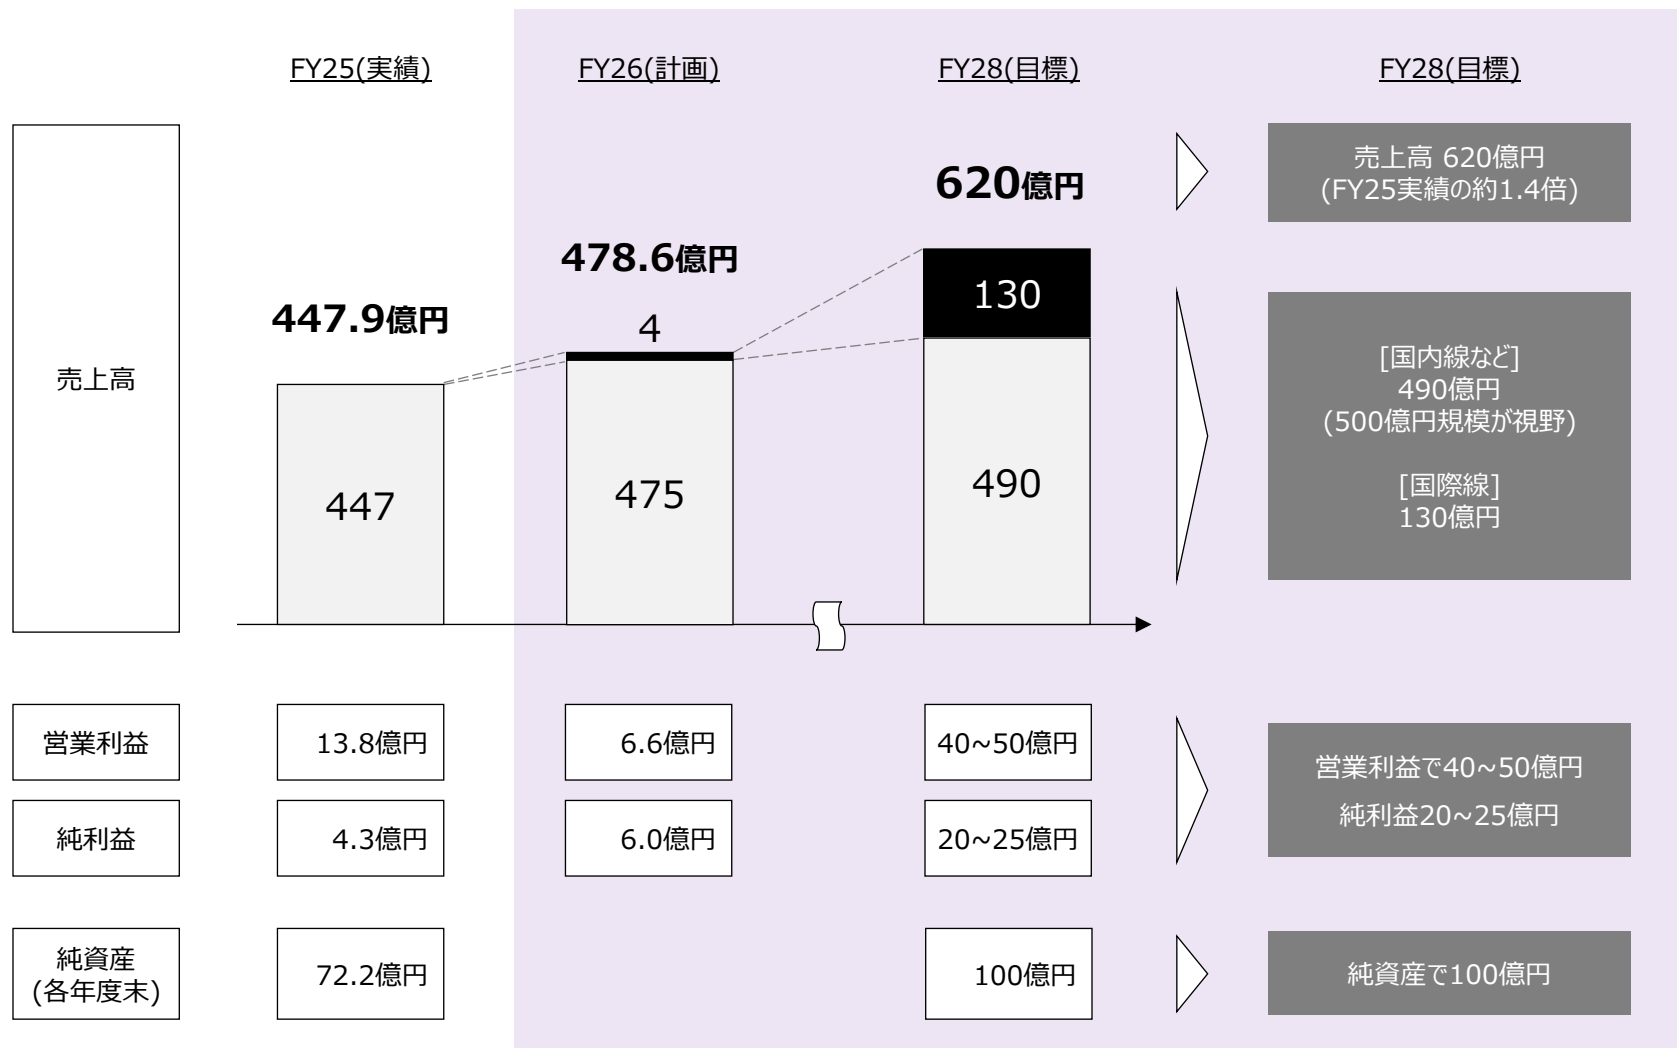 FY25(実績)
FY26(計画)
FY28(目標)
FY28(目標)
売上高
447.9億円
447
478.6億円
4
475
620億円
130
490
売上高 620億円
(FY25実績の約1.4倍)
[国内線など]
490億円
(500億円規模が視野)
[国際線]
130億円
営業利益
13.8億円
6.6億円
40~50億円
純利益
4.3億円
6.0億円
20~25億円
営業利益で40~50億円
純利益20~25億円
純資産
(各年度末)
72.2億円
100億円
純資産で100億円